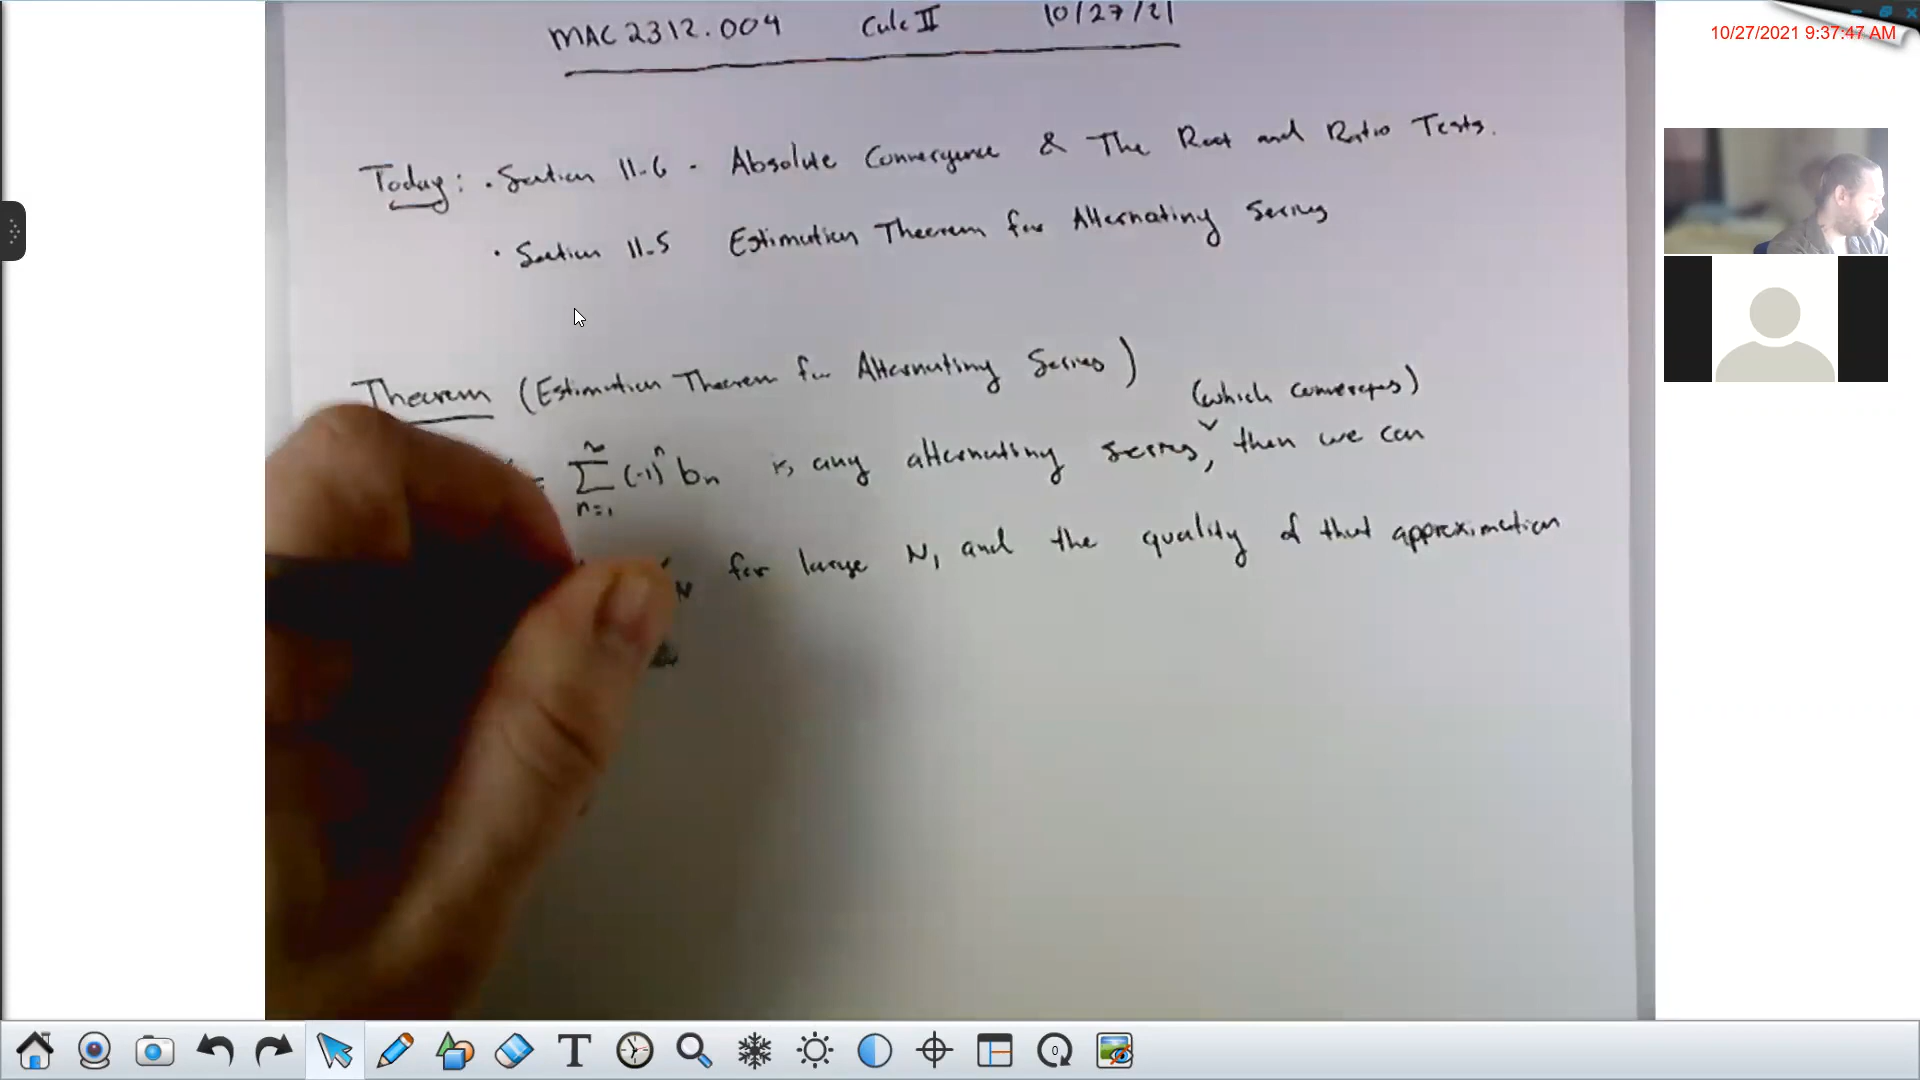 MAC2312.004 Calc II 10/27/21
10/27/2021 9:37:47 AM
Today: . Section 11.6 - Absolute Convergence & The Root and Ratio Tests.
. Section 11.5 Estimation Theorem for Alternating Series
Theorem (Estimation Theorem for Alternating Series)
(which converges)
= ∑ n=1 ∞ (-1)^n bn is any alternating series, then we can
N for large N, and the quality of that approximation
T
0